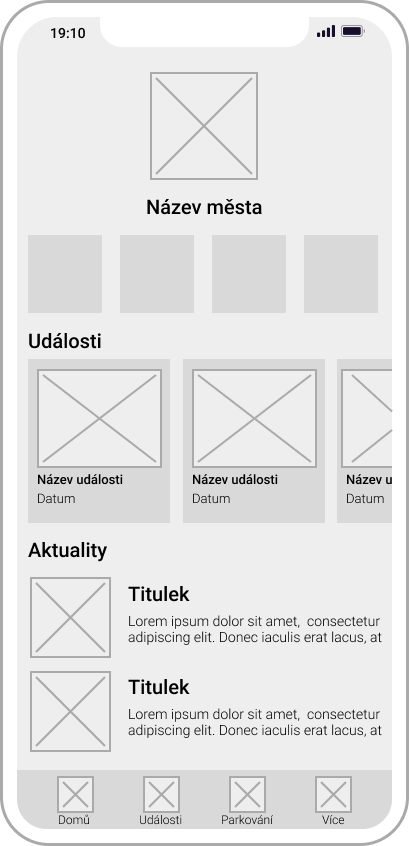 19:10
Název města
Události
Název události
Název události
Název u
Datum
Datum
Datum
Aktuality
Titulek
Lorem ipsum dolor sit amet,  consectetur
adipiscing elit. Donec iaculis erat lacus, at
Titulek
Lorem ipsum dolor sit amet,  consectetur
adipiscing elit. Donec iaculis erat lacus, at
Domů
Události
Parkování
Více